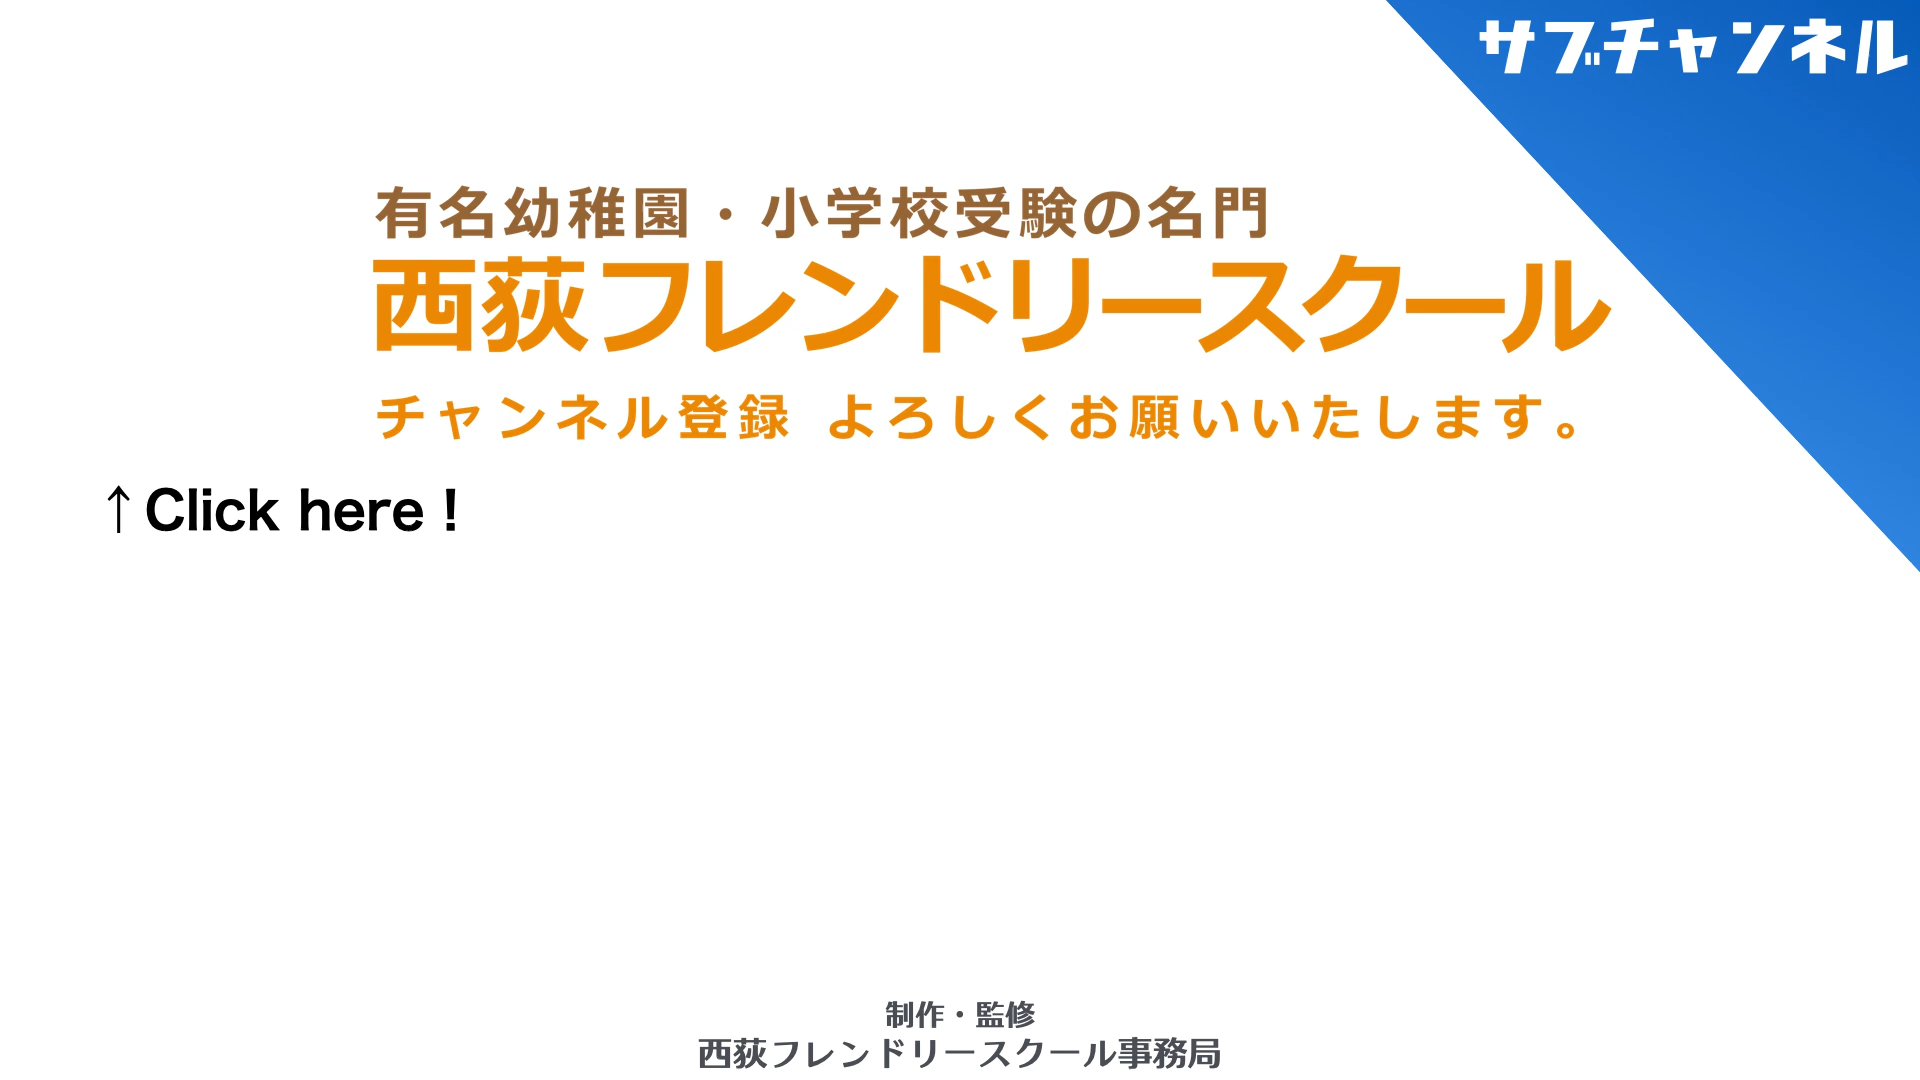 サブチャンネル
有名幼稚園・小学校受験の名門
西荻フレンドリースクール
チャンネル登録 よろしくお願いいたします。
↑Click here !
制作・監修
西荻フレンドリースクール事務局